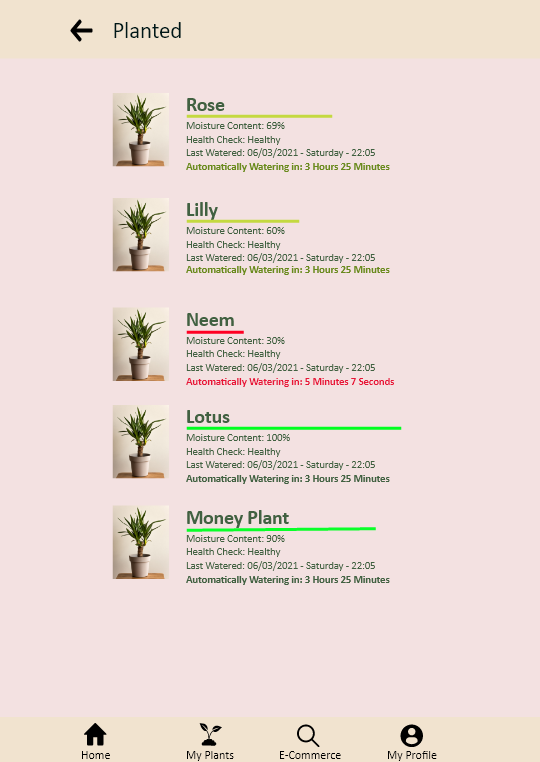 Planted
Rose
Moisture Content: 69%
Health Check: Healthy
Last Watered: 06/03/2021 - Saturday - 22:05
Automatically Watering in: 3 Hours 25 Minutes
Lilly
Moisture Content: 60%
Health Check: Healthy
Last Watered: 06/03/2021 - Saturday - 22:05
Automatically Watering in: 3 Hours 25 Minutes
Neem
Moisture Content: 30%
Health Check: Healthy
Last Watered: 06/03/2021 - Saturday - 22:05
Automatically Watering in: 5 Minutes 7 Seconds
Lotus
Moisture Content: 100%
Health Check: Healthy
Last Watered: 06/03/2021 - Saturday - 22:05
Automatically Watering in: 3 Hours 25 Minutes
Money Plant
Moisture Content: 90%
Health Check: Healthy
Last Watered: 06/03/2021 - Saturday - 22:05
Automatically Watering in: 3 Hours 25 Minutes
Home My Plants E-Commerce My Profile